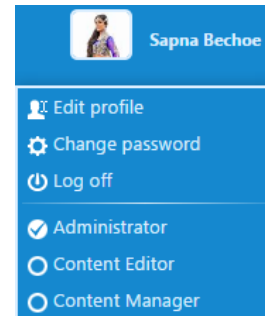 Sapna Bechoe
Edit profile
Change password
Log off
Administrator
Content Editor
Content Manager